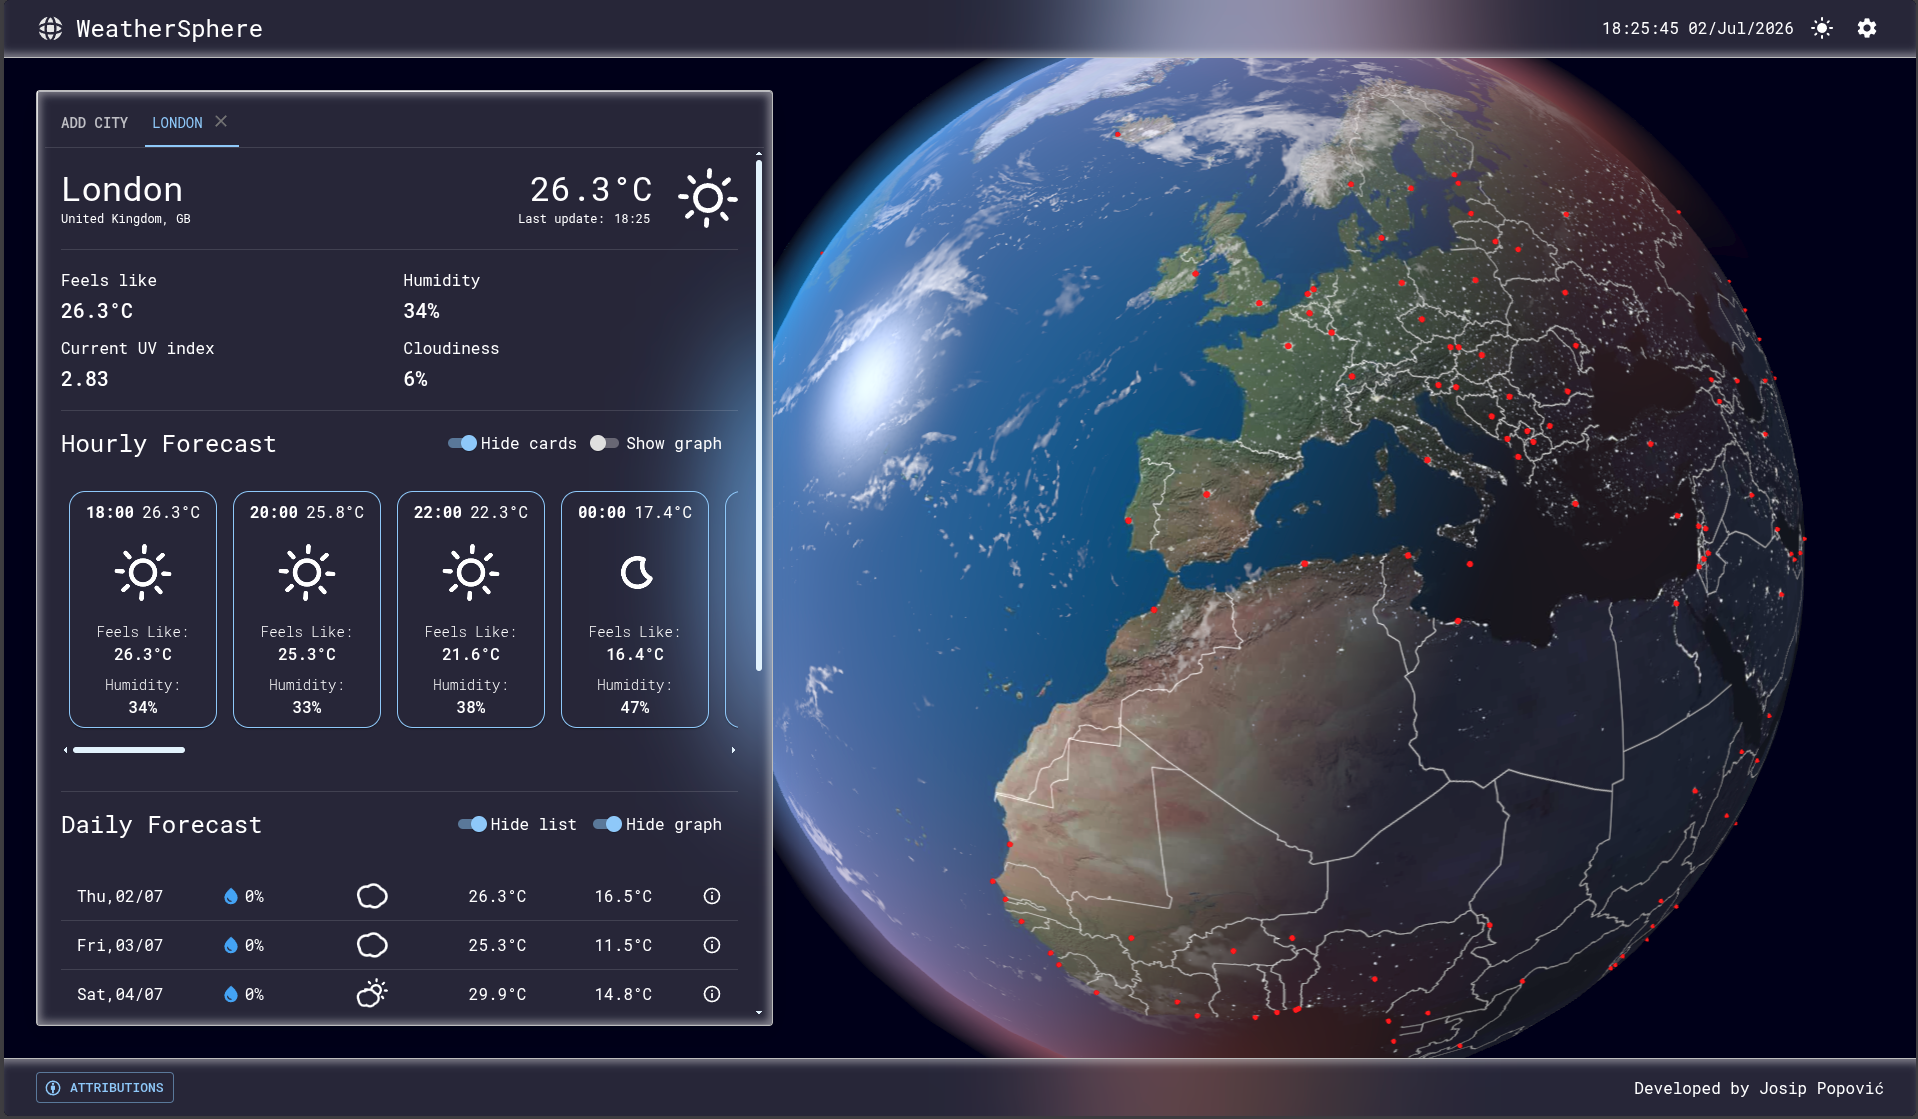 WeatherSphere
18:25:45 02/Jul/2026
ADD CITY LONDON
London 26.3°C
United Kingdom, GB Last update: 18:25
Feels like Humidity
26.3°C 34%
Current UV index Cloudiness
2.83 6%
Hourly Forecast Hide cards Show graph
18:00 26.3°C 20:00 25.8°C 22:00 22.3°C 00:00 17.4°C
Feels Like: Feels Like: Feels Like: Feels Like:
26.3°C 25.3°C 21.6°C 16.4°C
Humidity: Humidity: Humidity: Humidity:
34% 33% 38% 47%
Daily Forecast Hide list Hide graph
Thu,02/07 0% 26.3°C 16.5°C
Fri,03/07 0% 25.3°C 11.5°C
Sat,04/07 0% 29.9°C 14.8°C
ATTRIBUTIONS
Developed by Josip Popović